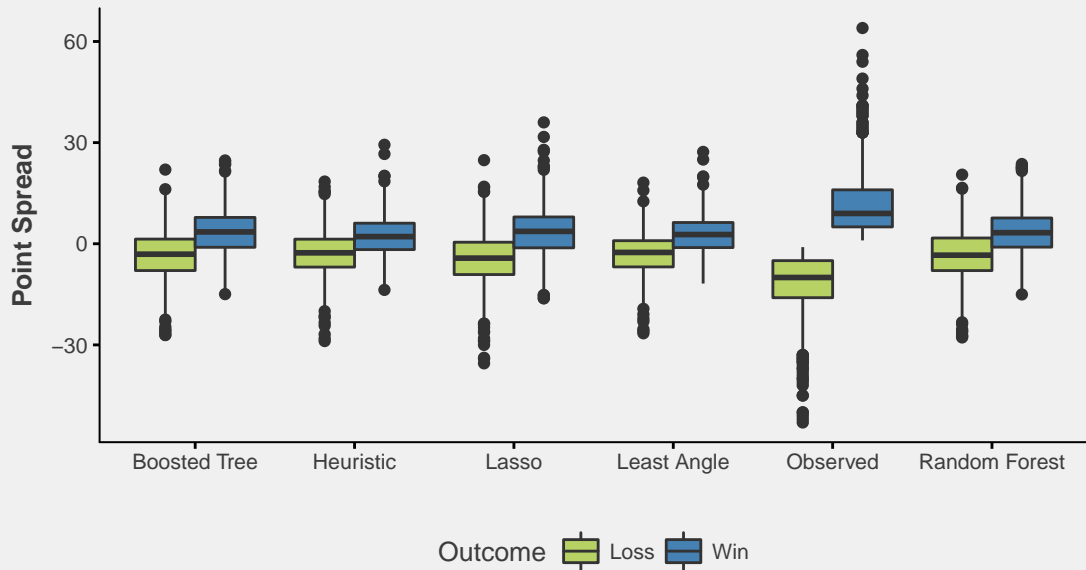 Point Spread
60
30
0
−30
Boosted Tree Heuristic Lasso Least Angle Observed Random Forest
Outcome Loss Win